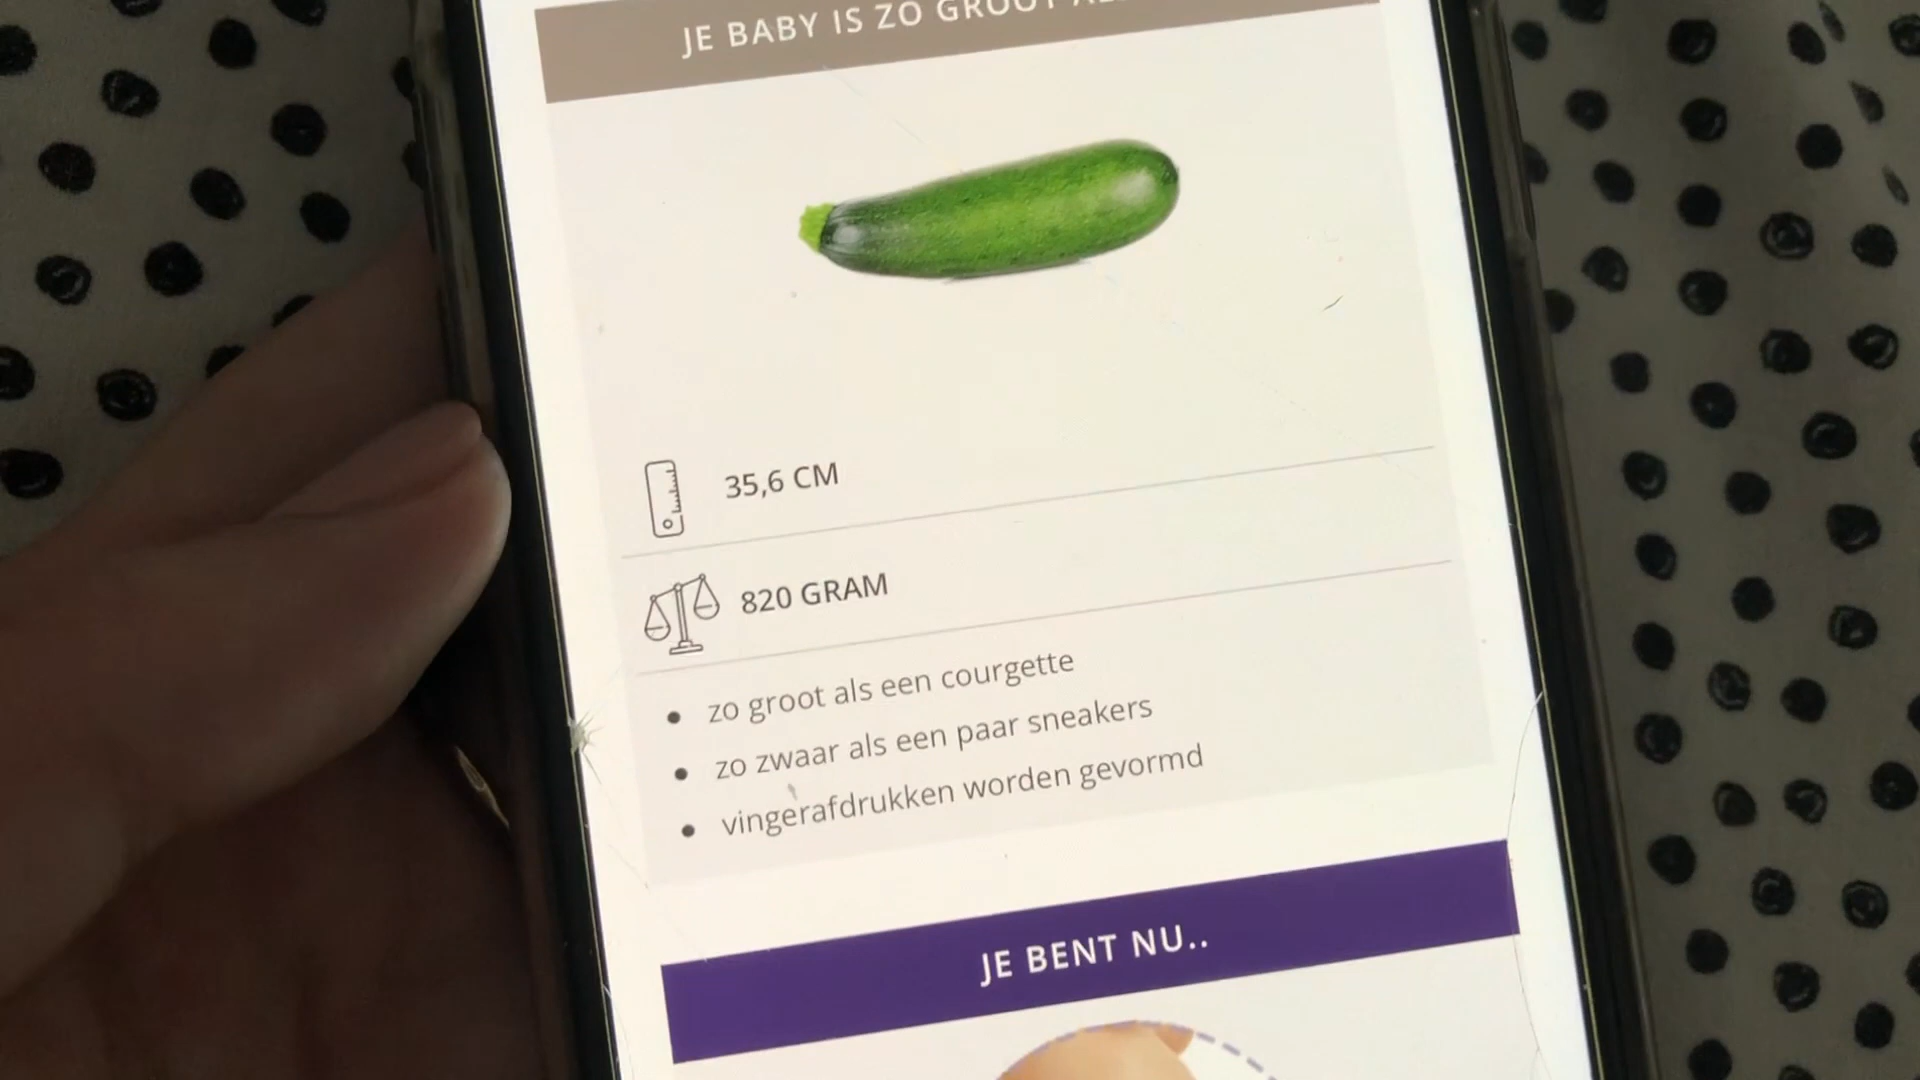 JE BABY IS ZO GROOT
35,6 CM
820 GRAM
zo groot als een courgette
zo zwaar als een paar sneakers
vingerafdrukken worden gevormd
JE BENT NU..